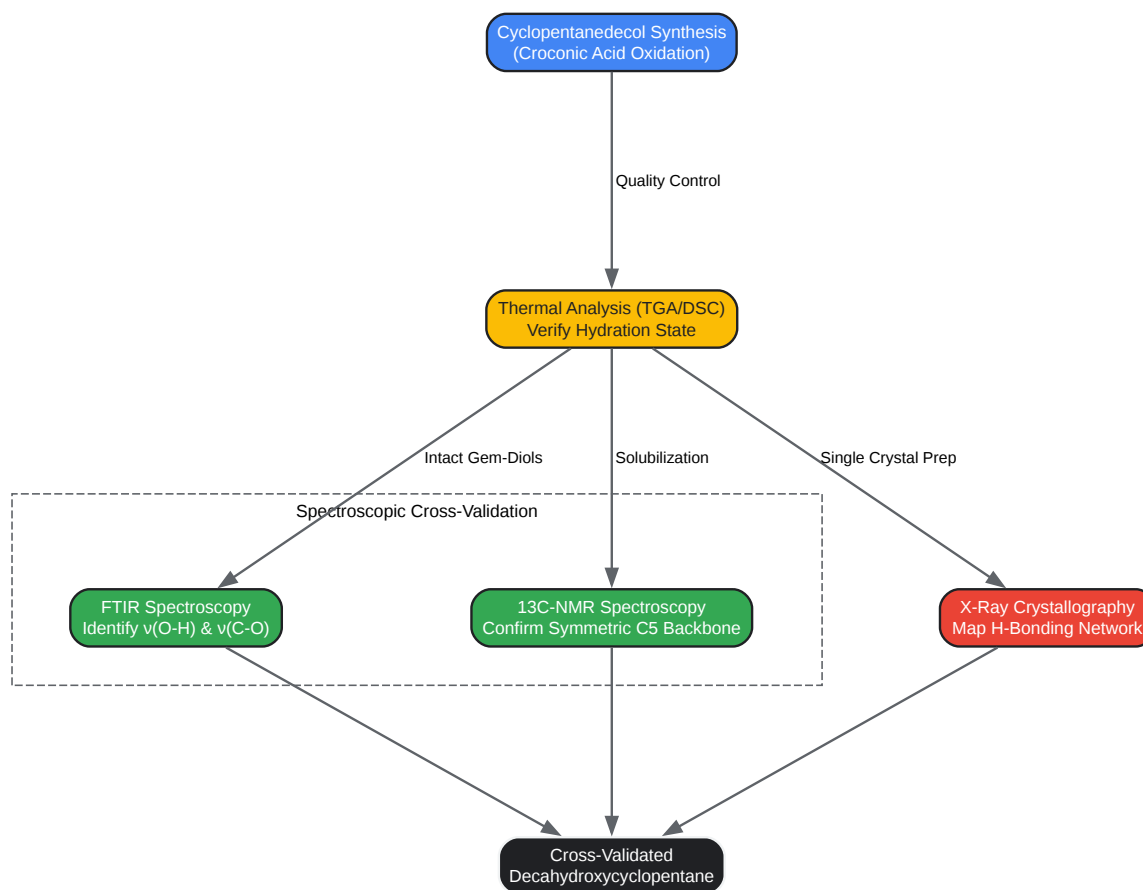 Cyclopentanedecol Synthesis
(Croconic Acid Oxidation)
Quality Control
Thermal Analysis (TGA/DSC)
Verify Hydration State
Intact Gem-Diols
Solubilization
Single Crystal Prep
Spectroscopic Cross-Validation
FTIR Spectroscopy
Identify ν(O-H) & ν(C-O)
13C-NMR Spectroscopy
Confirm Symmetric C5 Backbone
X-Ray Crystallography
Map H-Bonding Network
Cross-Validated
Decahydroxycyclopentane